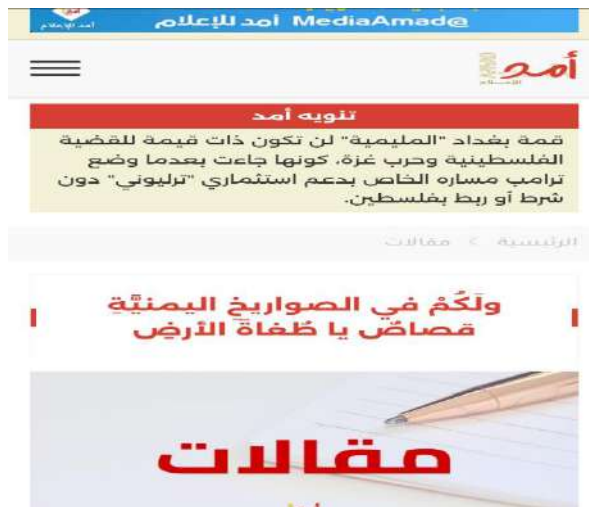 @MediaAmad أمد للإعلام
أمد للإعلام
أمد
تنويه أمد
قمة بغداد "المليمية" لن تكون ذات قيمة للقضية
الفلسطينية وحرب غزة، كونها جاءت بعدما وضع
ترامب مساره الخاص بدعم استثماري "ترليوني" دون
شرط أو ربط بفلسطين.
الرئيسية > مقالات
ولَكُمْ في الصواريخِ اليمنيَّةِ
قصاصٌ يا طُغاةَ الأرضِ
مقالات